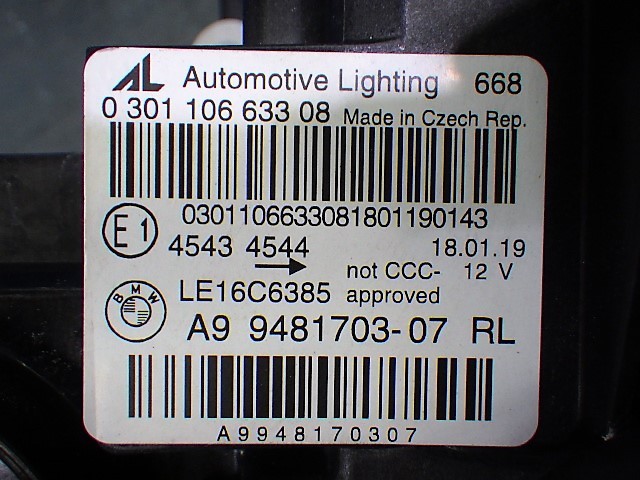 AL Automotive Lighting 668
0 301 106 633 08 Made in Czech Rep.
0301106633081801190143
E1
4543 4544 18.01.19
not CCC- 12 V
BMW LE16C6385 approved
A9 9481703-07 RL
A9948170307